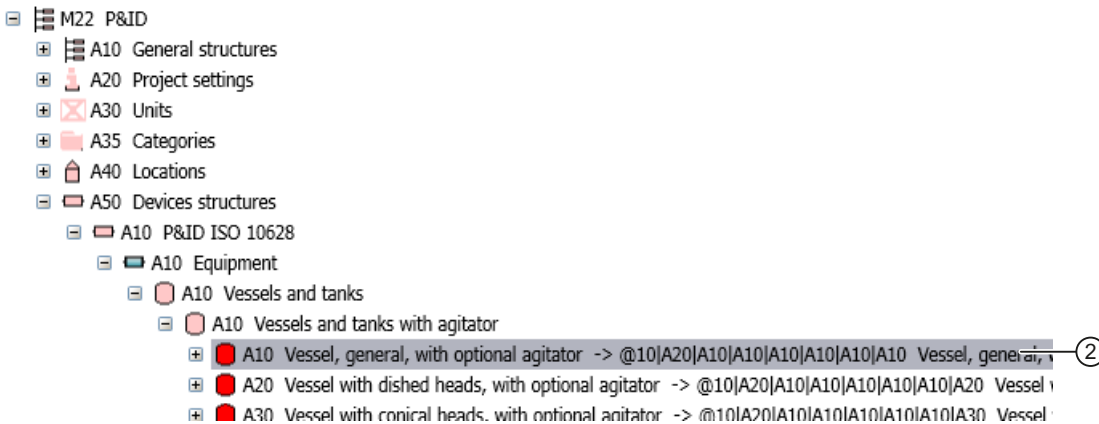 M22 P&ID
A10 General structures
A20 Project settings
A30 Units
A35 Categories
A40 Locations
A50 Devices structures
A10 P&ID ISO 10628
A10 Equipment
A10 Vessels and tanks
A10 Vessels and tanks with agitator
A10 Vessel, general, with optional agitator -> @10|A20|A10|A10|A10|A10|A10|A10 Vessel, general, 2
A20 Vessel with dished heads, with optional agitator -> @10|A20|A10|A10|A10|A10|A10|A20 Vessel
A30 Vessel with conical heads, with optional agitator -> @10|A20|A10|A10|A10|A10|A10|A30 Vessel